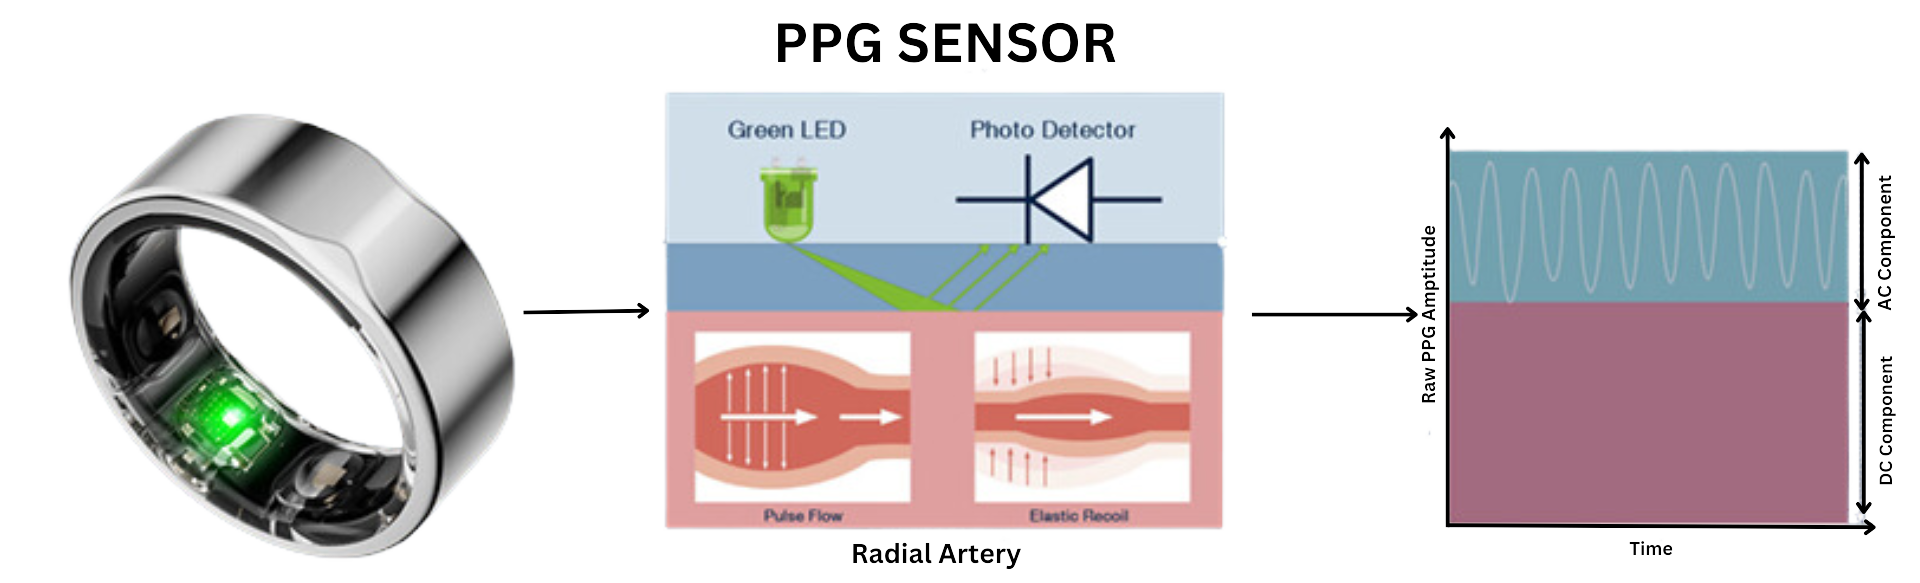 PPG SENSOR
Green LED
Photo Detector
Pulse Flow
Elastic Recoil
Radial Artery
Raw PPG Amptitude
AC Component
DC Component
Time